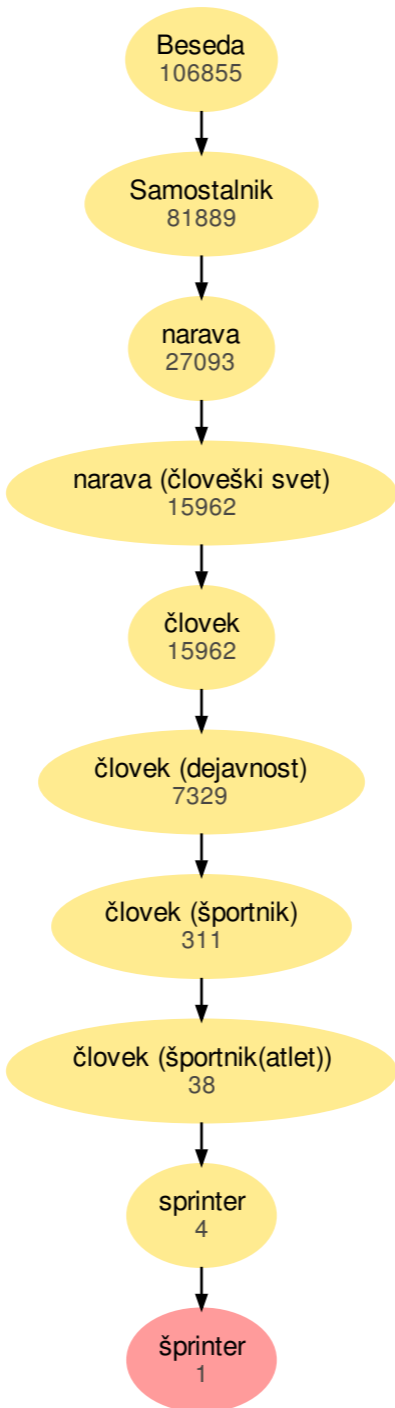 Beseda
106855
Samostalnik
81889
narava
27093
narava (človeški svet)
15962
človek
15962
človek (dejavnost)
7329
človek (športnik)
311
človek (športnik(atlet))
38
sprinter
4
šprinter
1